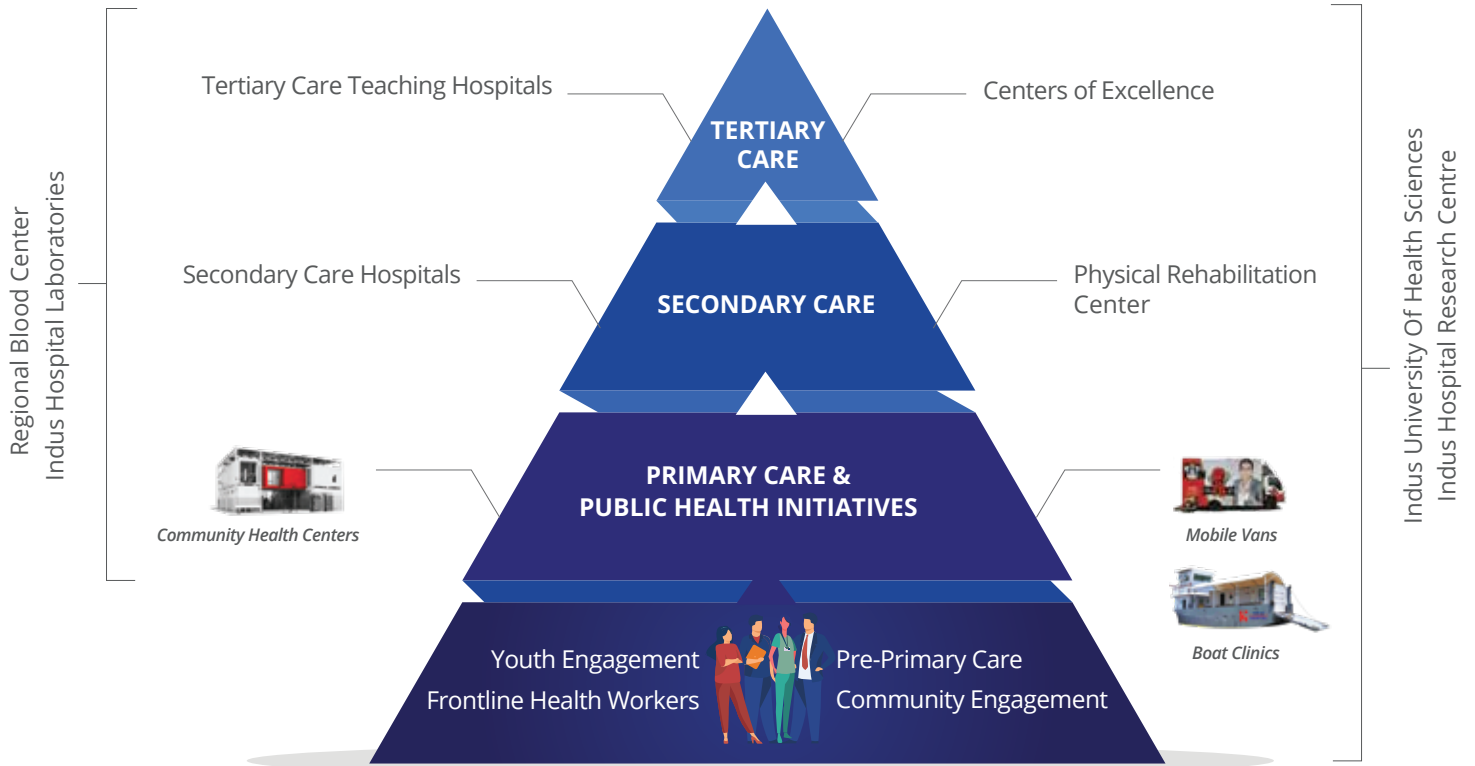 Regional Blood Center
Indus Hospital Laboratories
Tertiary Care Teaching Hospitals
TERTIARY
CARE
Centers of Excellence
Secondary Care Hospitals
SECONDARY CARE
Physical Rehabilitation
Center
Community Health Centers
PRIMARY CARE &
PUBLIC HEALTH INITIATIVES
Mobile Vans
Boat Clinics
Youth Engagement
Frontline Health Workers
Pre-Primary Care
Community Engagement
Indus University Of Health Sciences
Indus Hospital Research Centre